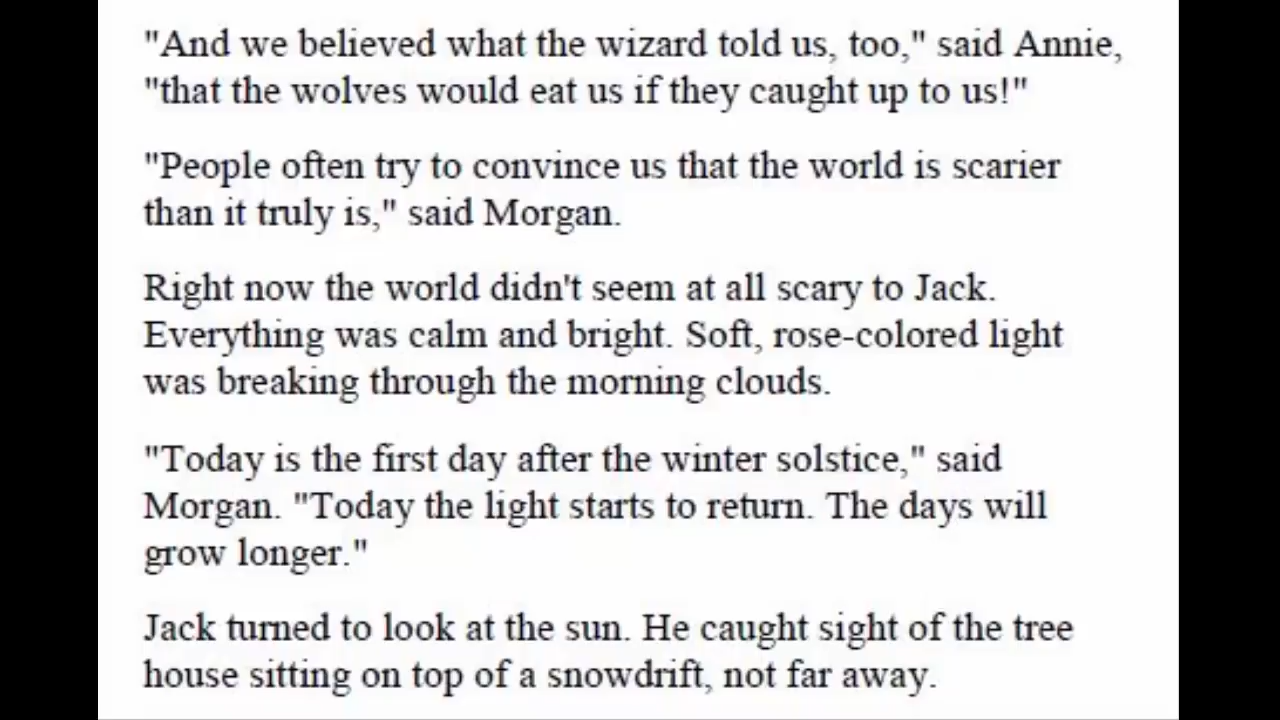 "And we believed what the wizard told us, too," said Annie,
"that the wolves would eat us if they caught up to us!"
"People often try to convince us that the world is scarier
than it truly is," said Morgan.
Right now the world didn't seem at all scary to Jack.
Everything was calm and bright. Soft, rose-colored light
was breaking through the morning clouds.
"Today is the first day after the winter solstice," said
Morgan. "Today the light starts to return. The days will
grow longer."
Jack turned to look at the sun. He caught sight of the tree
house sitting on top of a snowdrift, not far away.